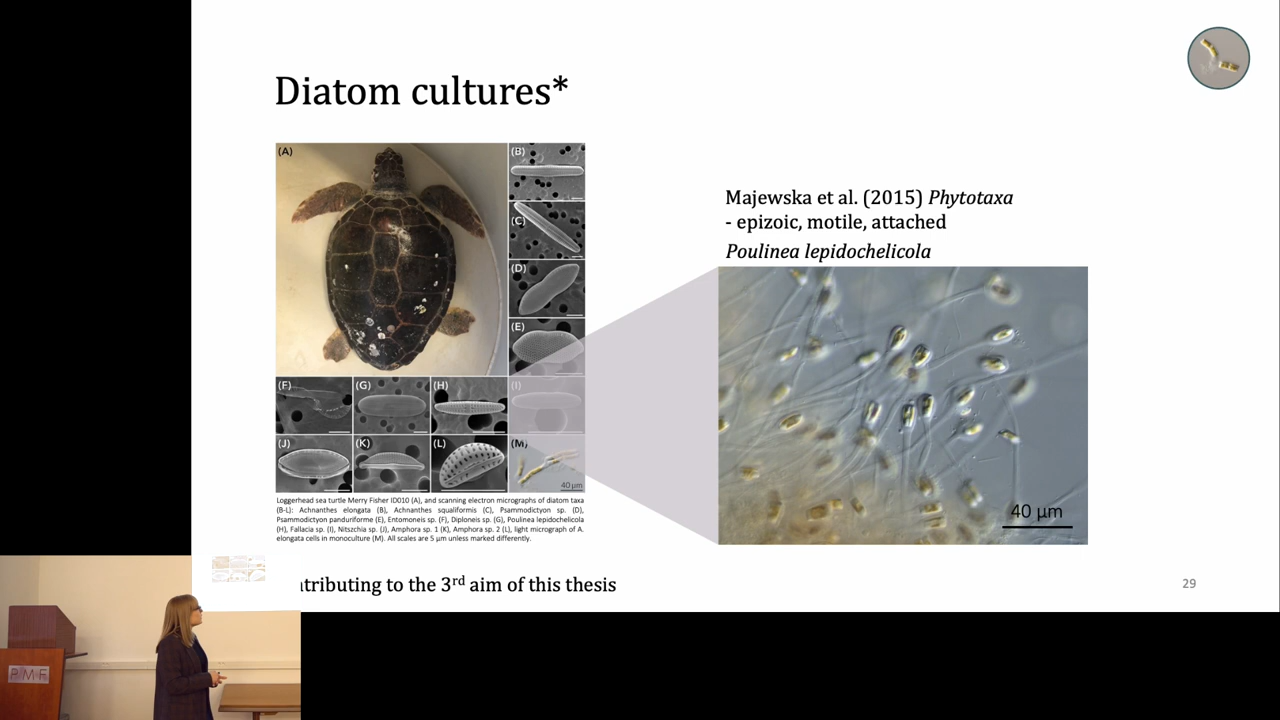 Diatom cultures*
(A)
(B)
(C)
(D)
(E)
(F)
(G)
(H)
(I)
(J)
(K)
(L)
(M)
40 µm
Loggerhead sea turtle Merry Fisher ID010 (A), and scanning electron micrographs of diatom taxa
(B-L): Achnanthes elongata (B), Achnanthes squaliformis (C), Psammodictyon sp. (D),
Psammodictyon panduriforme (E), Entomoneis sp. (F), Diploneis sp. (G), Poulinea lepidochelicola
(H), Fallacia sp. (I), Nitzschia sp. (J), Amphora sp. 1 (K), Amphora sp. 2 (L), light micrograph of A.
elongata cells in monoculture (M). All scales are 5 µm unless marked differently.
Majewska et al. (2015) Phytotaxa
- epizoic, motile, attached
Poulinea lepidochelicola
40 µm
ntributing to the 3rd aim of this thesis
29
PMF